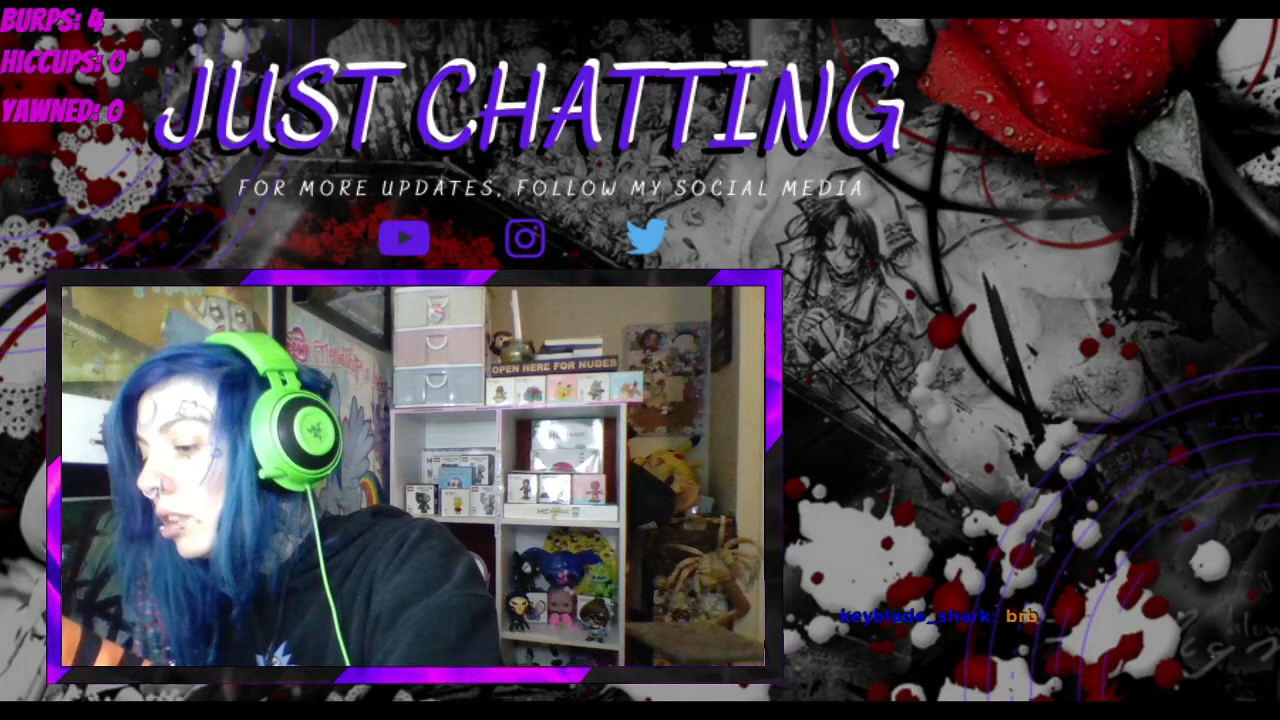 BURPS: 4
HICCUPS: 0
YAWNED: 0
JUST CHATTING
FOR MORE UPDATES, FOLLOW MY SOCIAL MEDIA
OPEN HERE FOR NUDES
keyblade_shark: brb